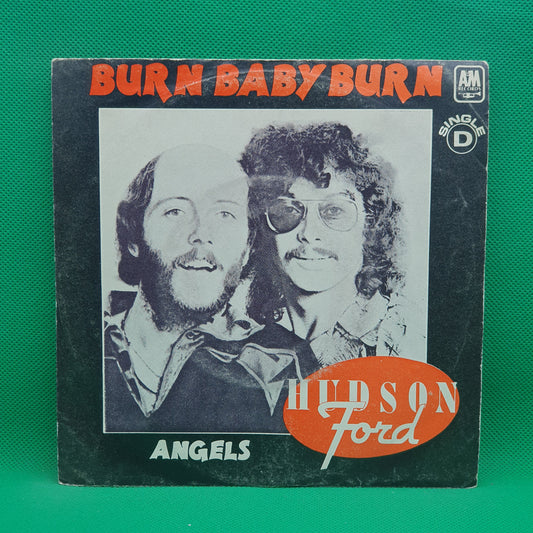 BURN BABY BURN
A&M
RECORDS
SINGLE
D
HUDSON
Ford
ANGELS